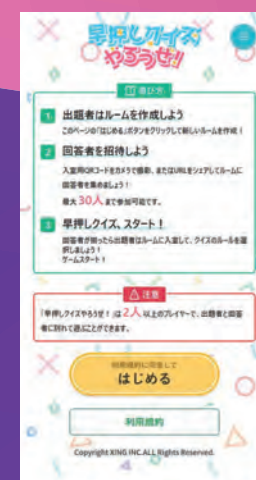 早押しクイズ
やろうぜ!
遊び方
1 出題者はルームを作成しよう
このページの「はじめる」ボタンをクリックして新しいルームを作成!
2 回答者を招待しよう
入室用QRコードをカメラで撮影、またはURLをシェアしてルームに
回答者を集めましょう!
最大30人まで参加可能です。
3 早押しクイズ、スタート!
回答者が揃ったら出題者はルームに入室して、クイズのルールを選
択しましょう!
ゲームスタート!
注意
「早押しクイズやろうぜ!」は2人以上のプレイヤーで、出題者と回答
者に別れて遊ぶことができます。
利用規約に同意して
はじめる
利用規約
Copyright XING INC.ALL Rights Reserved.